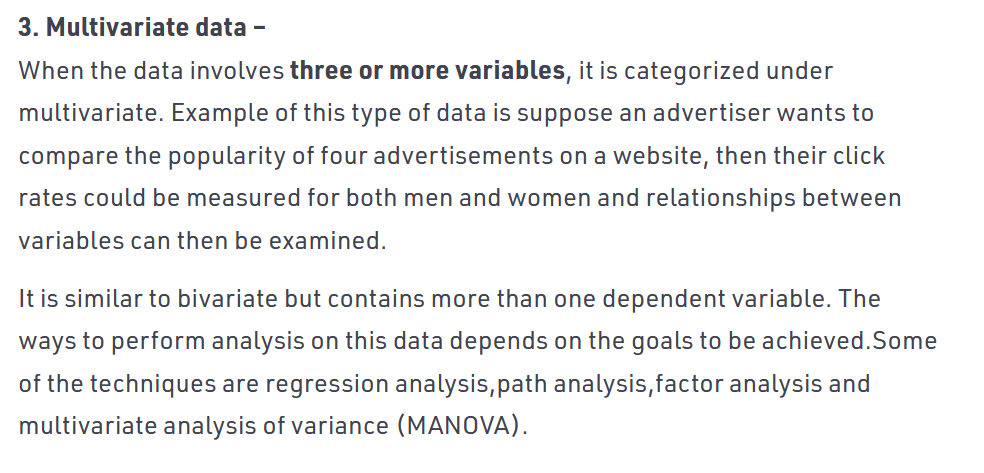 3. Multivariate data –
When the data involves three or more variables, it is categorized under
multivariate. Example of this type of data is suppose an advertiser wants to
compare the popularity of four advertisements on a website, then their click
rates could be measured for both men and women and relationships between
variables can then be examined.
It is similar to bivariate but contains more than one dependent variable. The
ways to perform analysis on this data depends on the goals to be achieved.Some
of the techniques are regression analysis,path analysis,factor analysis and
multivariate analysis of variance (MANOVA).